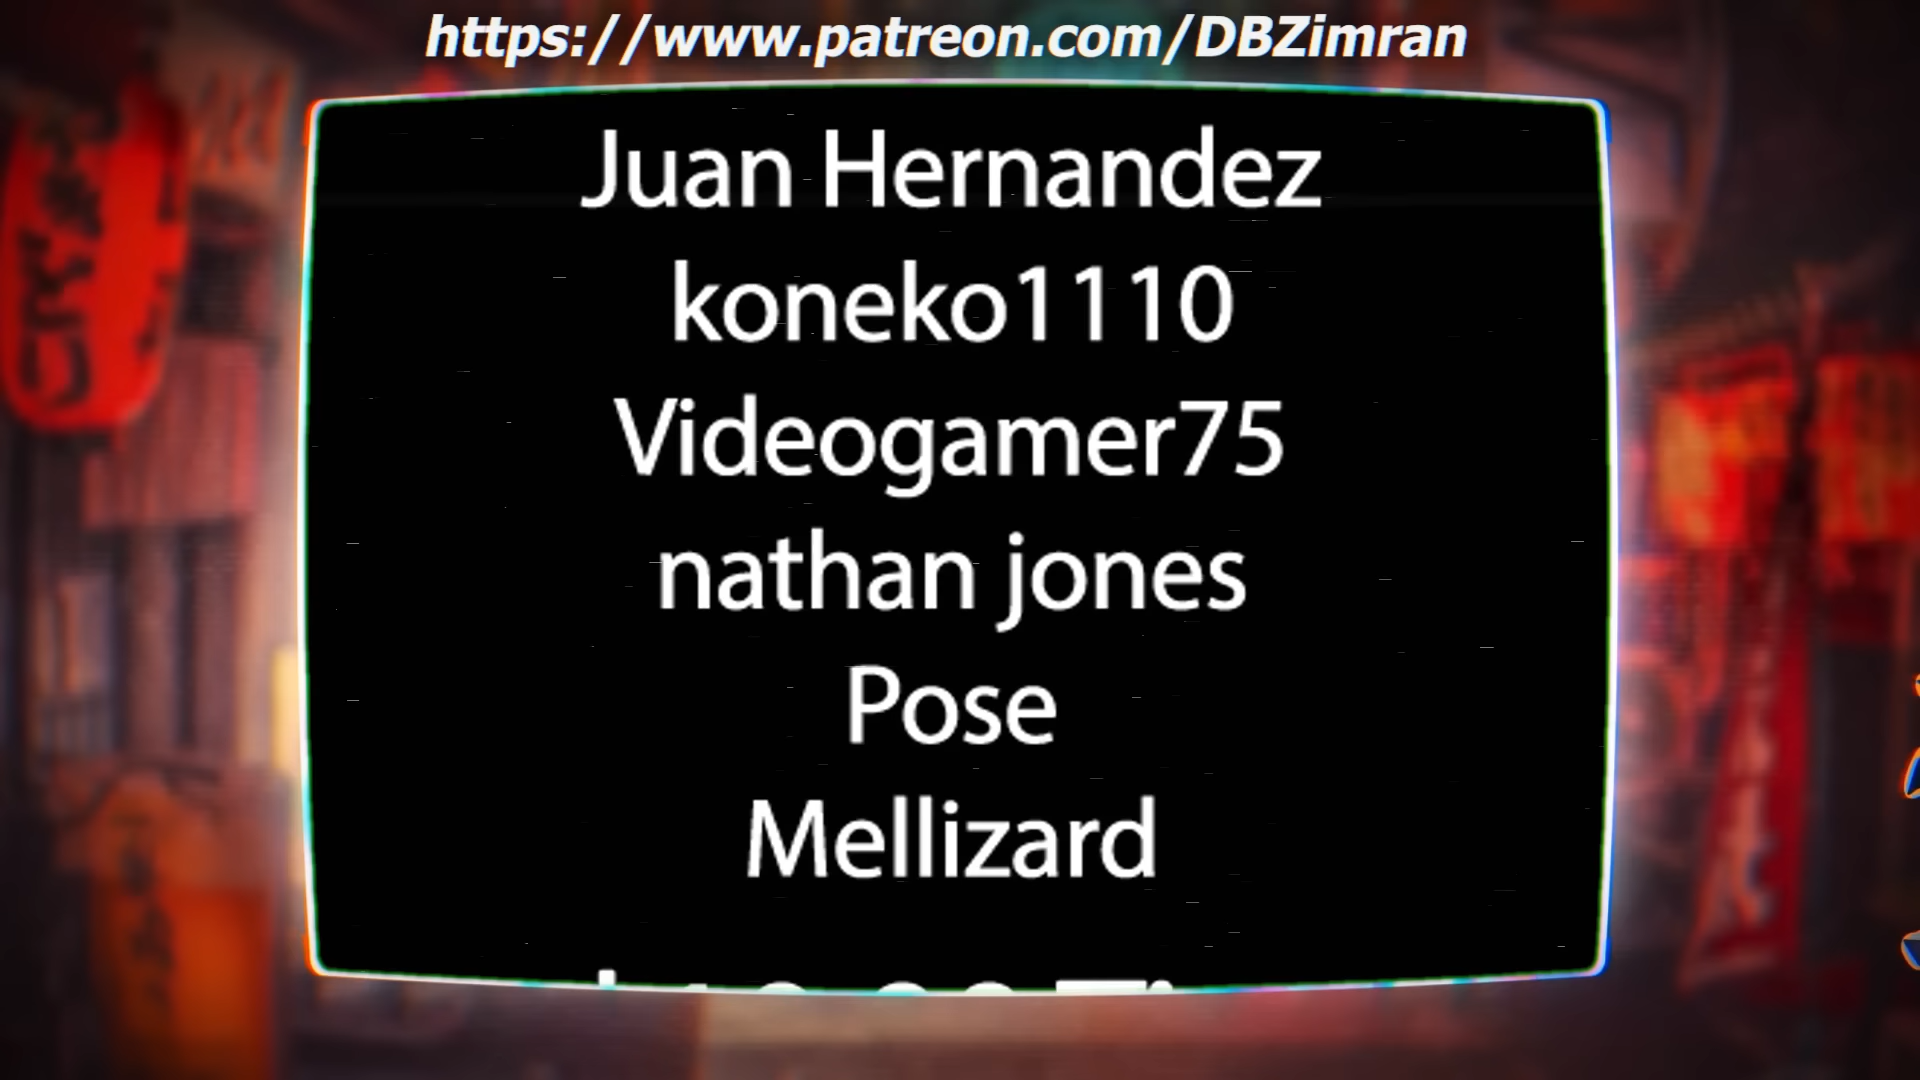 https://www.patreon.com/DBZimran
Juan Hernandez
koneko1110
Videogamer75
nathan jones
Pose
Mellizard